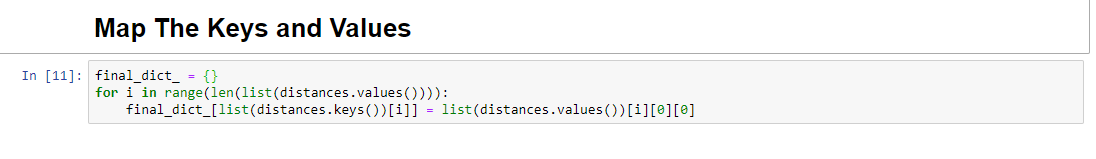 Map The Keys and Values
In [11]: final_dict_ = {}
for i in range(len(list(distances.values()))):
    final_dict_[list(distances.keys())[i]] = list(distances.values())[i][0][0]